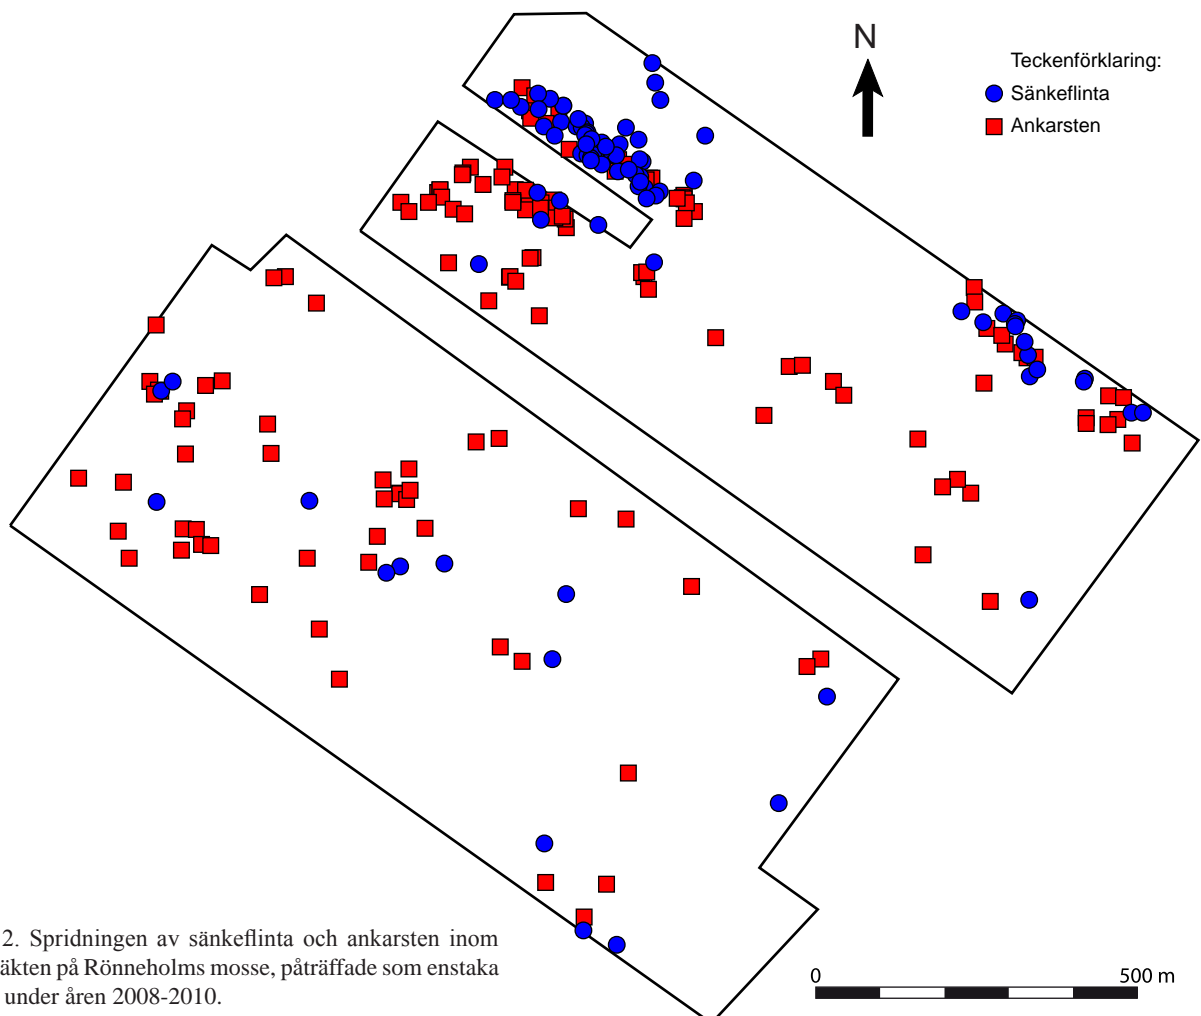 N
Teckenförklaring:
Sänkeflinta
Ankarsten
2. Spridningen av sänkeflinta och ankarsten inom
äkten på Rönneholms mosse, påträffade som enstaka
under åren 2008-2010.
0 500 m